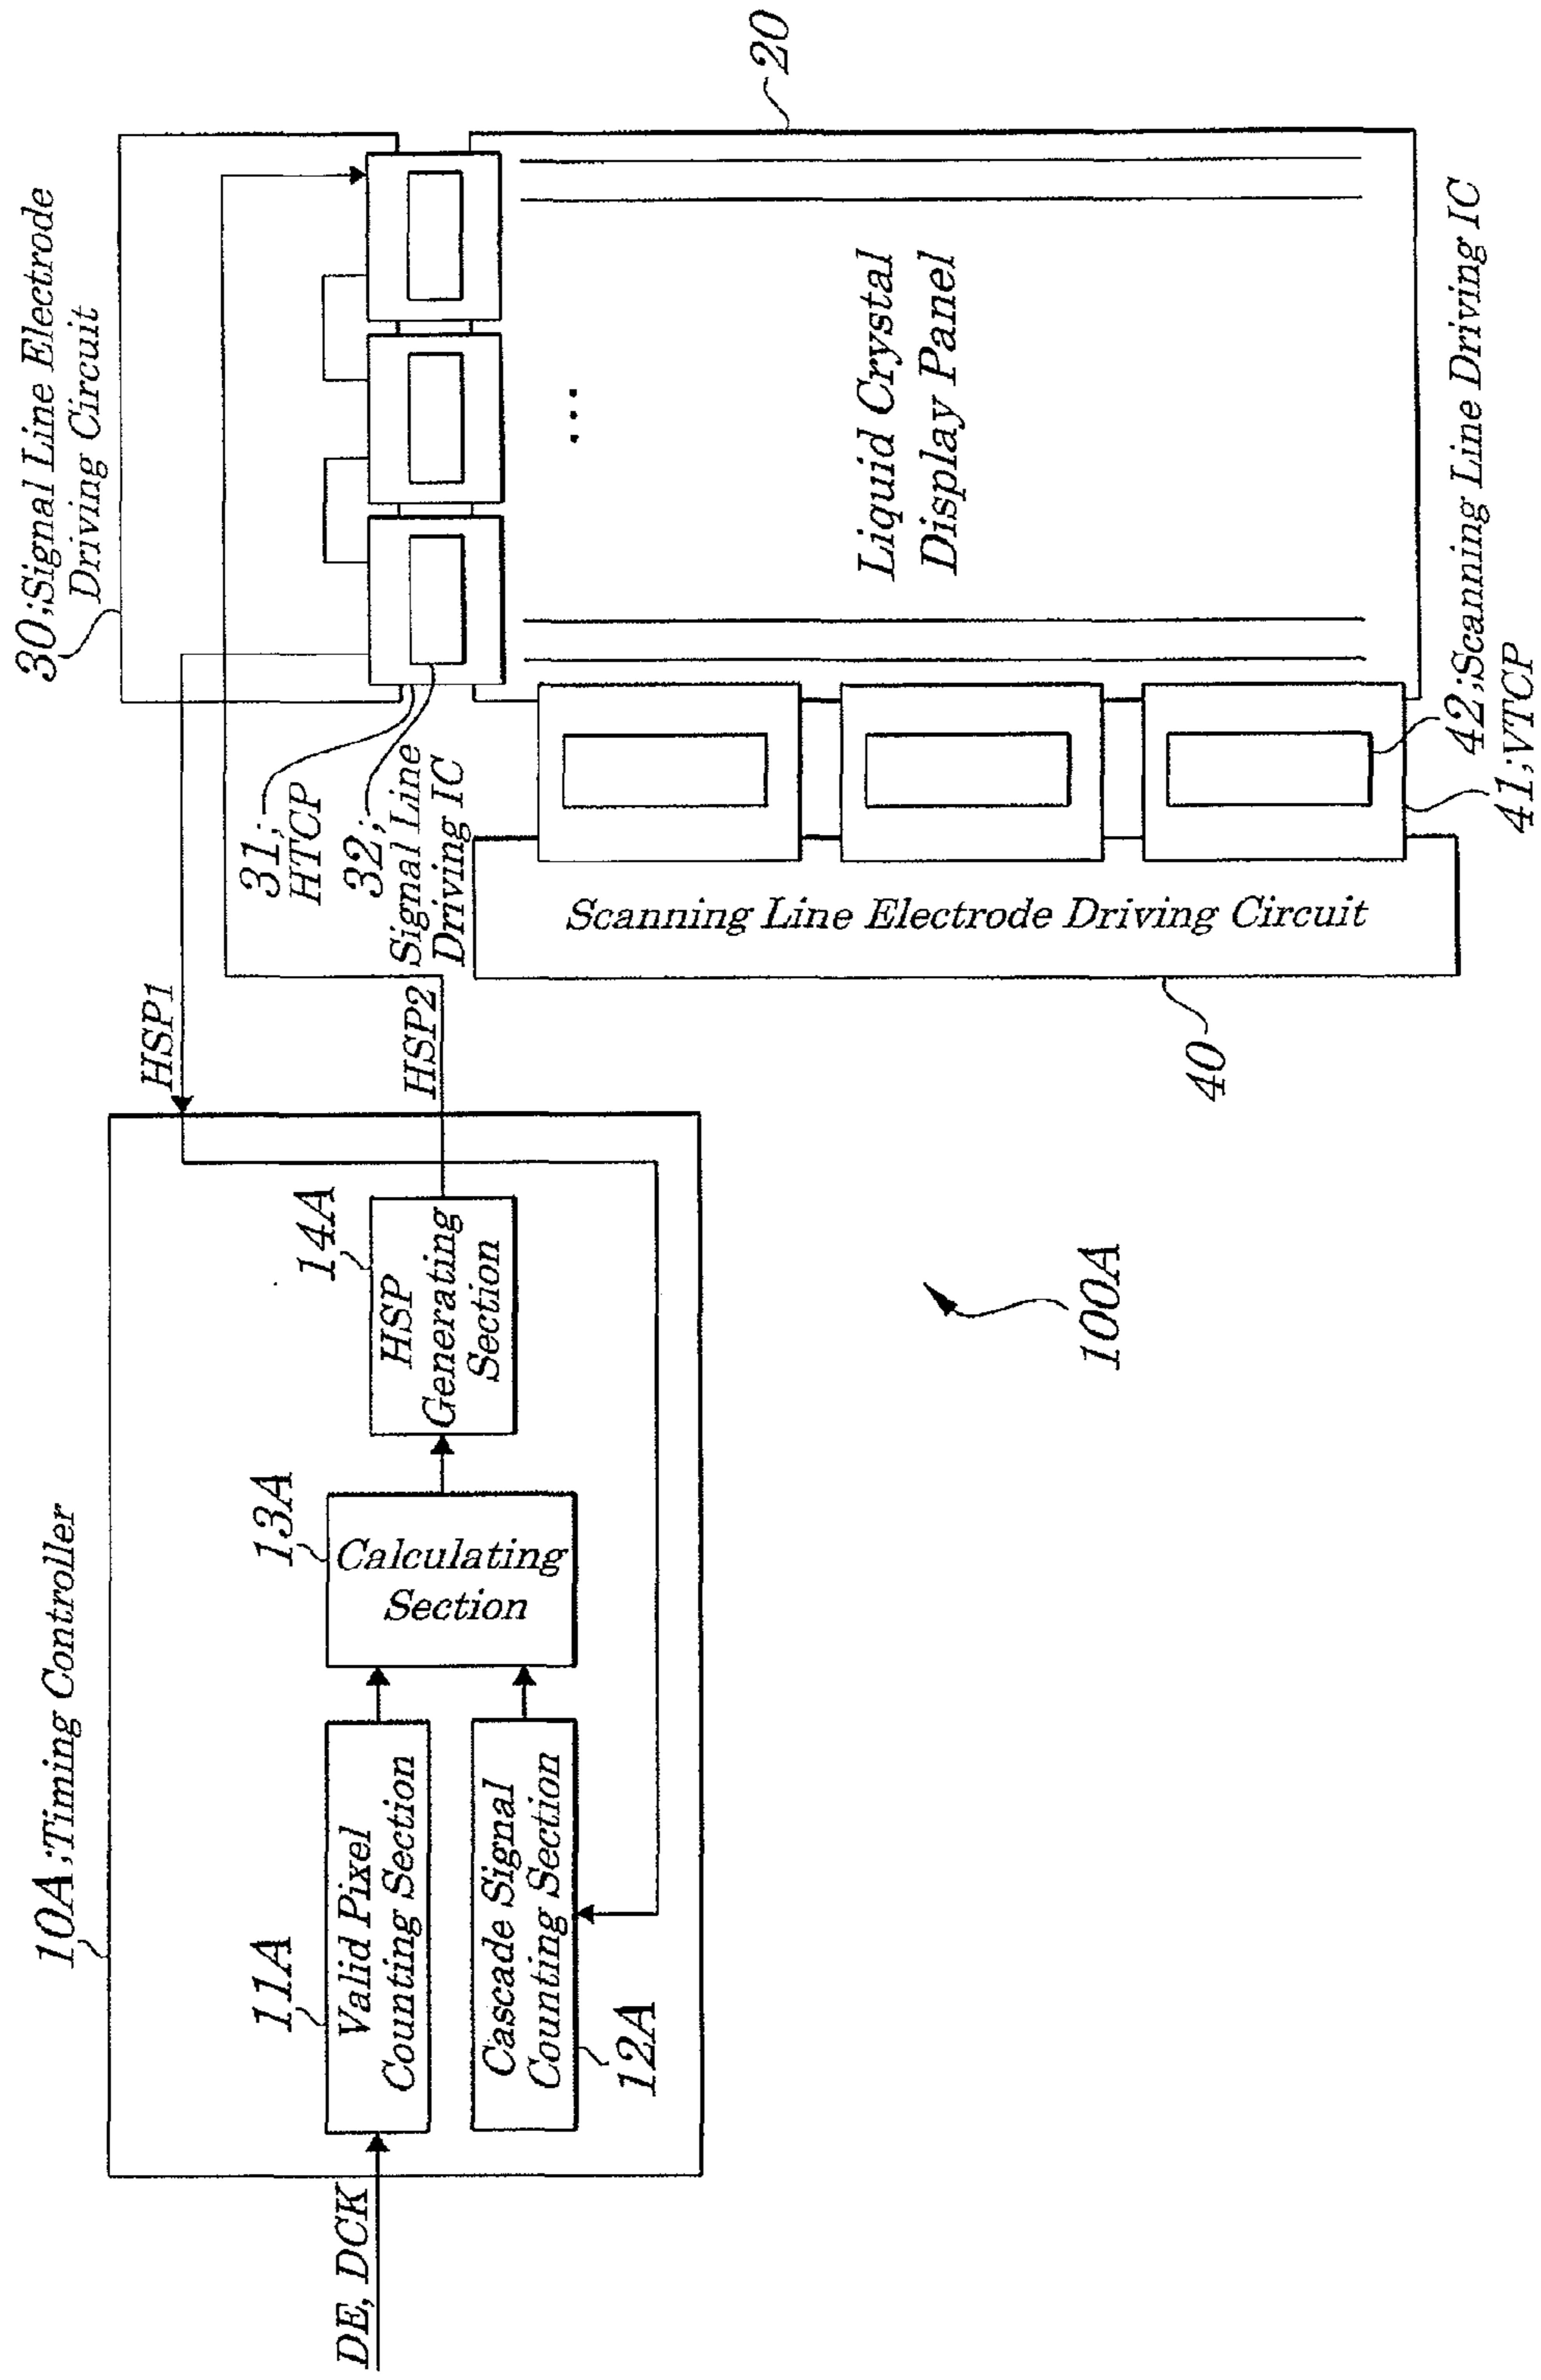 10A;Timing Controller
DE, DCK
11A
Valid Pixel
Counting Section
Cascade Signal
Counting Section
12A
13A
Calculating
Section
14A
HSP
Generating
Section
HSP1
HSP2
30;Signal Line Electrode
Driving Circuit
31;
HTCP
32;
Signal Line
Driving IC
20
...
Liquid Crystal
Display Panel
Scanning Line Electrode Driving Circuit
40
42;Scanning Line Driving IC
41;VTCP
100A